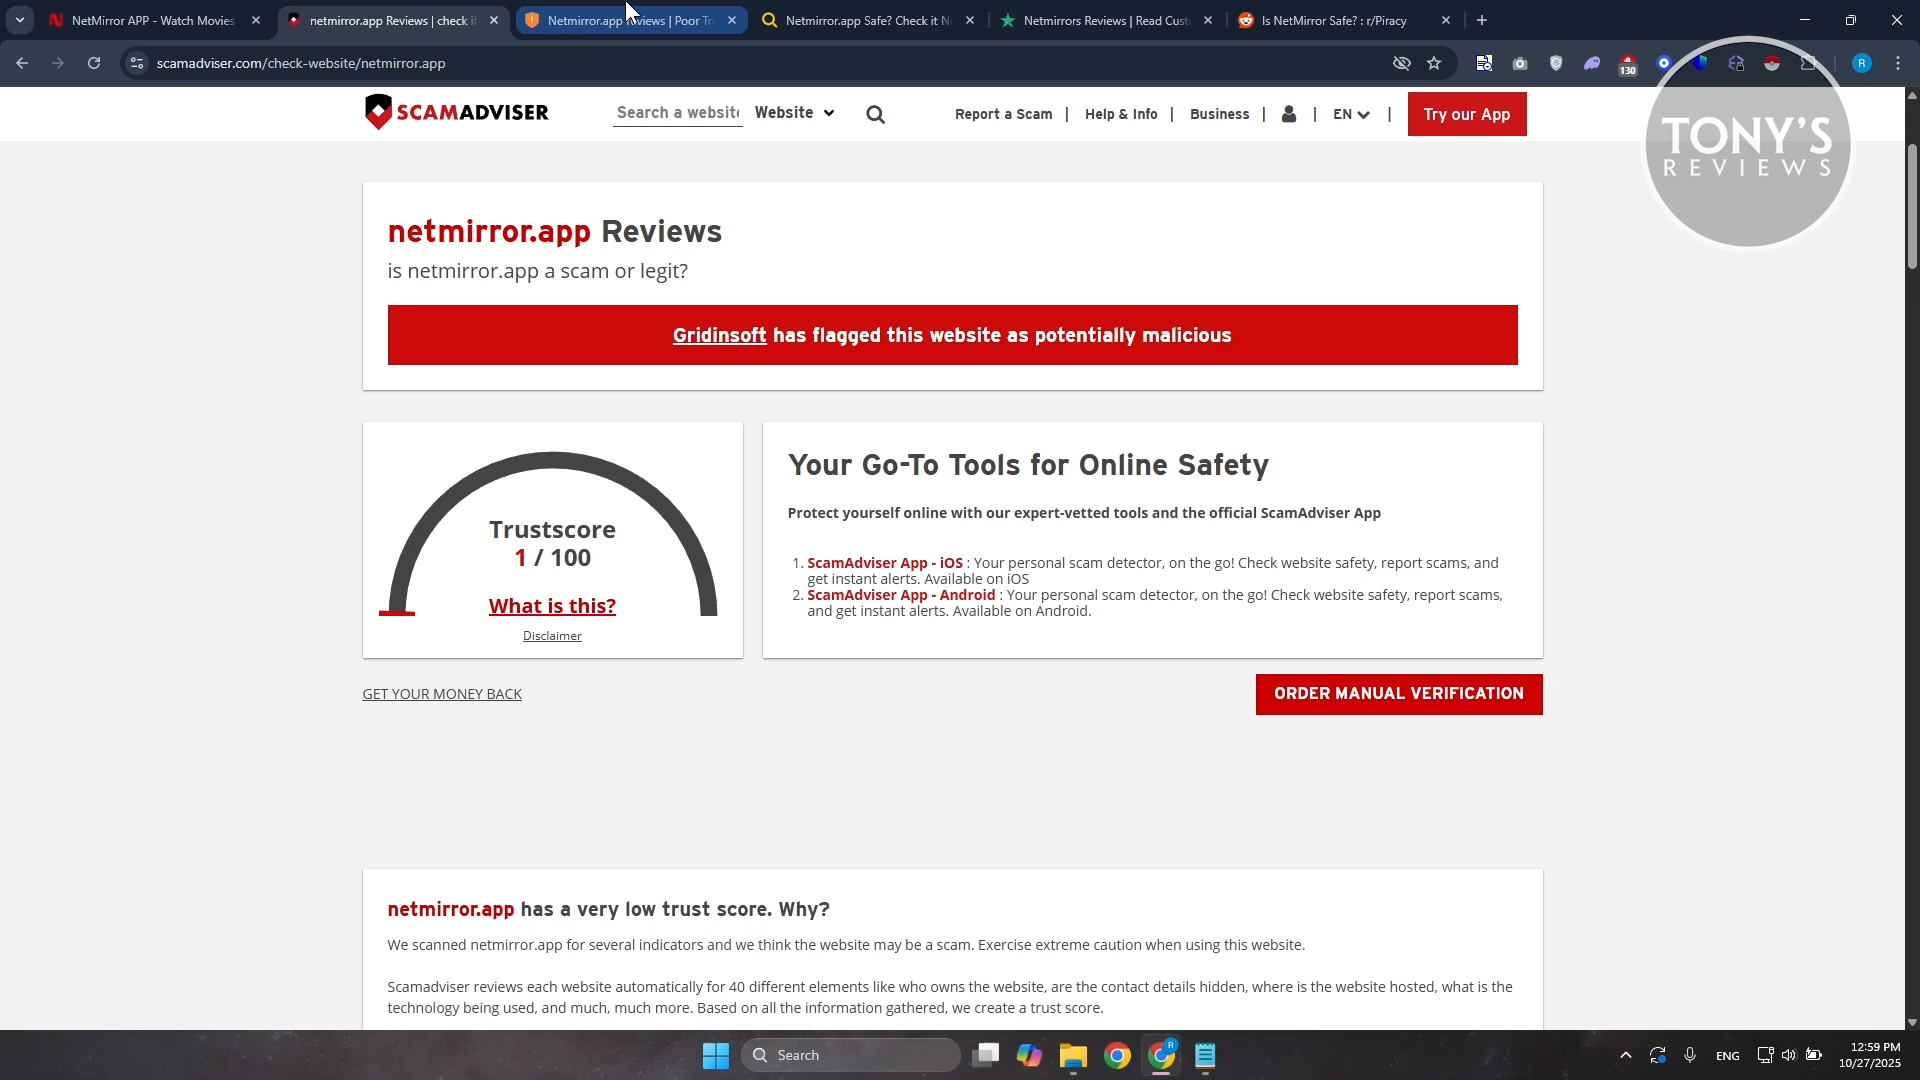 NetMirror APP - Watch Movies
netmirror.app Reviews | check if
Netmirror.app Reviews | Poor Tr
Netmirror.app Safe? Check it N
Netmirrors Reviews | Read Cust
Is NetMirror Safe? : r/Piracy
scamadviser.com/check-website/netmirror.app
130
R
SCAMADVISER
Search a website
Website
Report a Scam | Help & Info | Business | | EN |
Try our App
TONY'S
REVIEWS
netmirror.app Reviews
is netmirror.app a scam or legit?
Gridinsoft has flagged this website as potentially malicious
Trustscore
1 / 100
What is this?
Disclaimer
Your Go-To Tools for Online Safety
Protect yourself online with our expert-vetted tools and the official ScamAdviser App
1. ScamAdviser App - iOS : Your personal scam detector, on the go! Check website safety, report scams, and
get instant alerts. Available on iOS
2. ScamAdviser App - Android : Your personal scam detector, on the go! Check website safety, report scams,
and get instant alerts. Available on Android.
GET YOUR MONEY BACK
ORDER MANUAL VERIFICATION
netmirror.app has a very low trust score. Why?
We scanned netmirror.app for several indicators and we think the website may be a scam. Exercise extreme caution when using this website.
Scamadviser reviews each website automatically for 40 different elements like who owns the website, are the contact details hidden, where is the website hosted, what is the
technology being used, and much, much more. Based on all the information gathered, we create a trust score.
Search
R
ENG
12:59 PM
10/27/2025